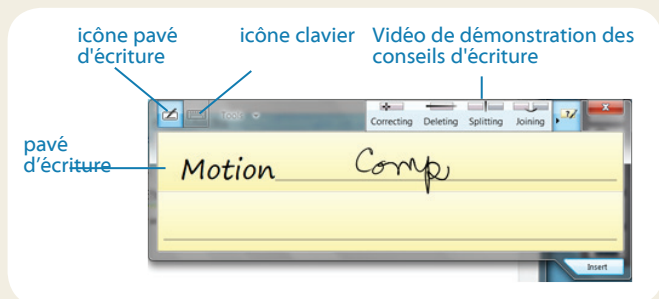 icône pavé d'écriture
icône clavier
Vidéo de démonstration des conseils d'écriture
Tools
Correcting Deleting Splitting Joining
pavé d’écriture
Motion Comp
Insert